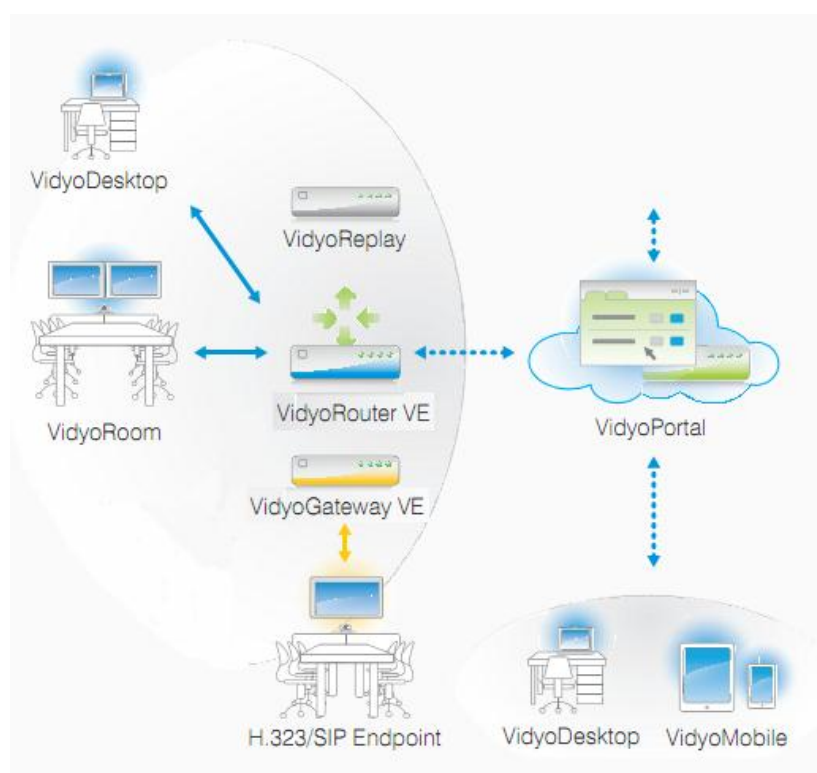 VidyoDesktop
VidyoReplay
VidyoRoom
VidyoRouter VE
VidyoPortal
VidyoGateway VE
H.323/SIP Endpoint
VidyoDesktop
VidyoMobile